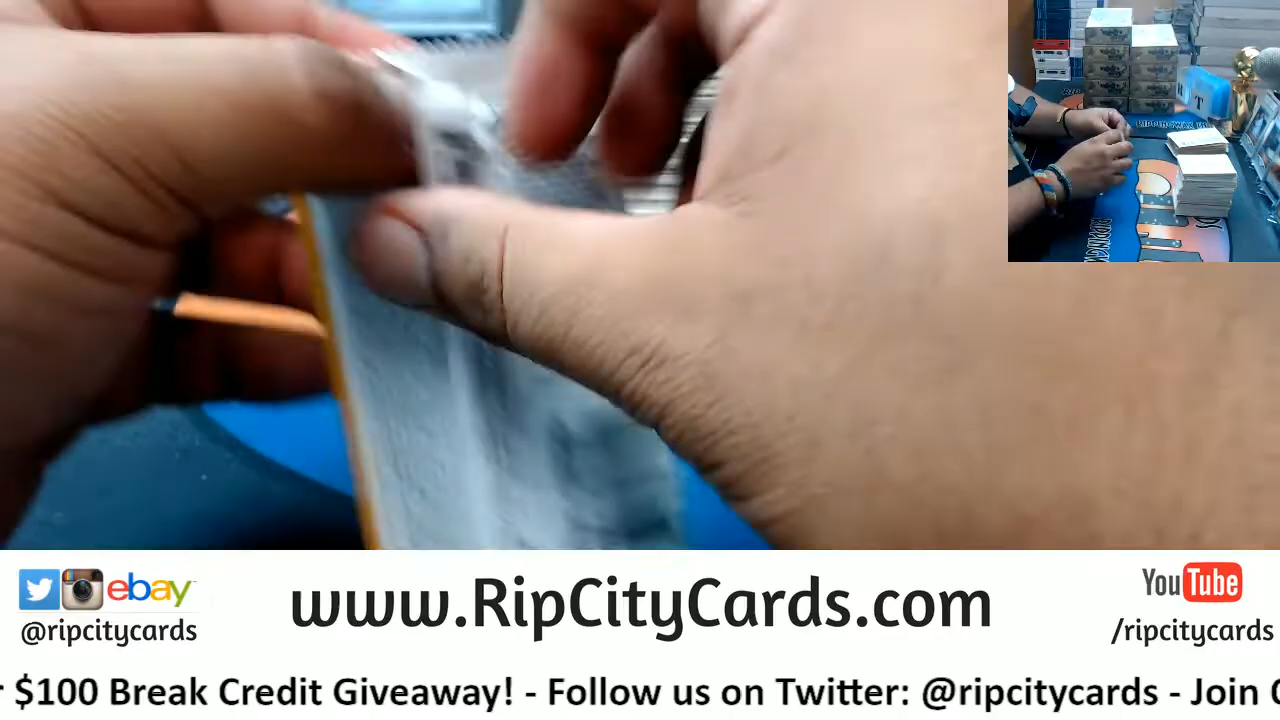 ebay
@ripcitycards
www.RipCityCards.com
YouTube
/ripcitycards
$100 Break Credit Giveaway! - Follow us on Twitter: @ripcitycards - Join